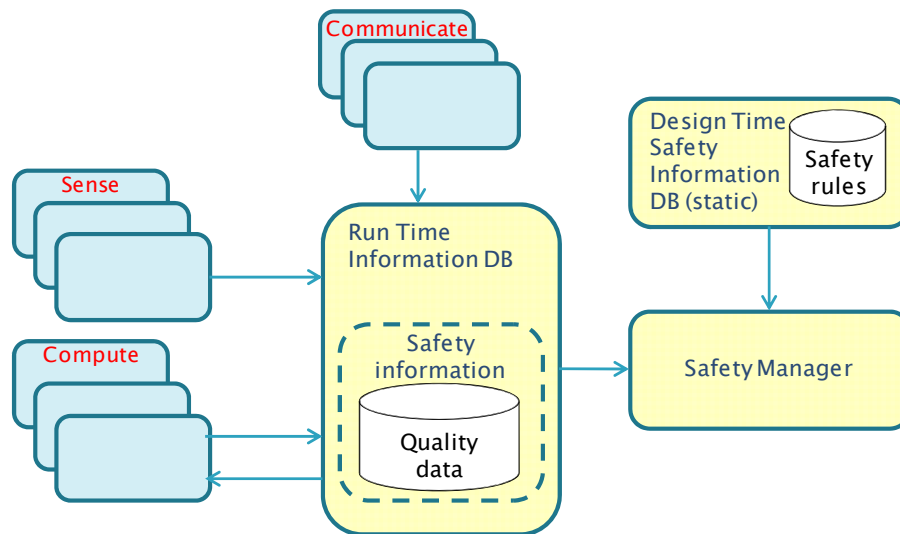 Communicate
Design Time
Safety
Information
DB (static)
Safety
rules
Sense
Run Time
Information DB
Compute
Safety
information
Quality
data
Safety Manager